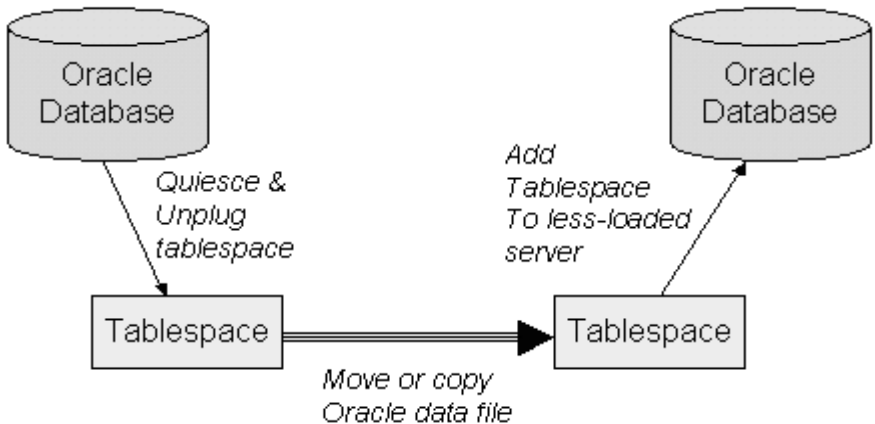 Oracle
Database
Oracle
Database
Quiesce &
Unplug
tablespace
Add
Tablespace
To less-loaded
server
Tablespace
Tablespace
Move or copy
Oracle data file